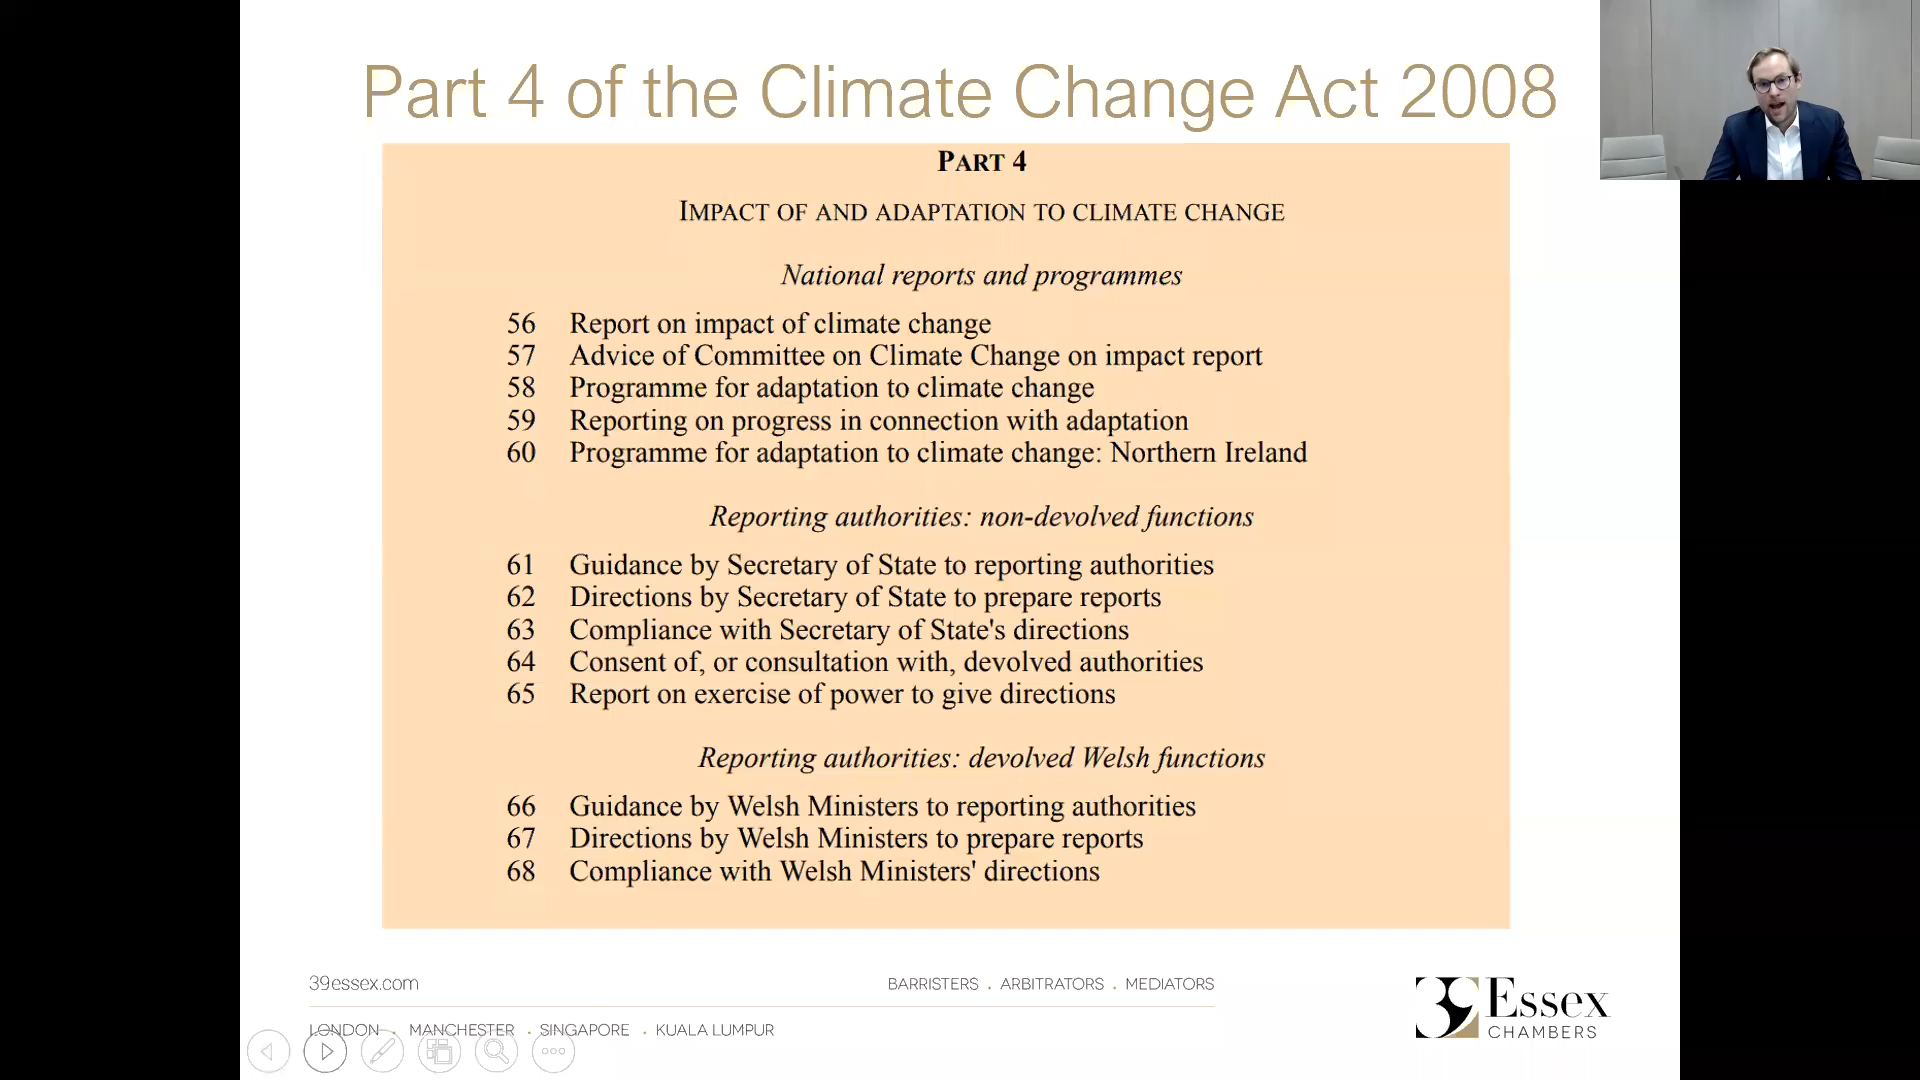 Part 4 of the Climate Change Act 2008
PART 4
IMPACT OF AND ADAPTATION TO CLIMATE CHANGE
National reports and programmes
56 Report on impact of climate change
57 Advice of Committee on Climate Change on impact report
58 Programme for adaptation to climate change
59 Reporting on progress in connection with adaptation
60 Programme for adaptation to climate change: Northern Ireland
Reporting authorities: non-devolved functions
61 Guidance by Secretary of State to reporting authorities
62 Directions by Secretary of State to prepare reports
63 Compliance with Secretary of State's directions
64 Consent of, or consultation with, devolved authorities
65 Report on exercise of power to give directions
Reporting authorities: devolved Welsh functions
66 Guidance by Welsh Ministers to reporting authorities
67 Directions by Welsh Ministers to prepare reports
68 Compliance with Welsh Ministers' directions
39essex.com
BARRISTERS . ARBITRATORS . MEDIATORS
LONDON . MANCHESTER . SINGAPORE . KUALA LUMPUR
39 ESSEX
CHAMBERS